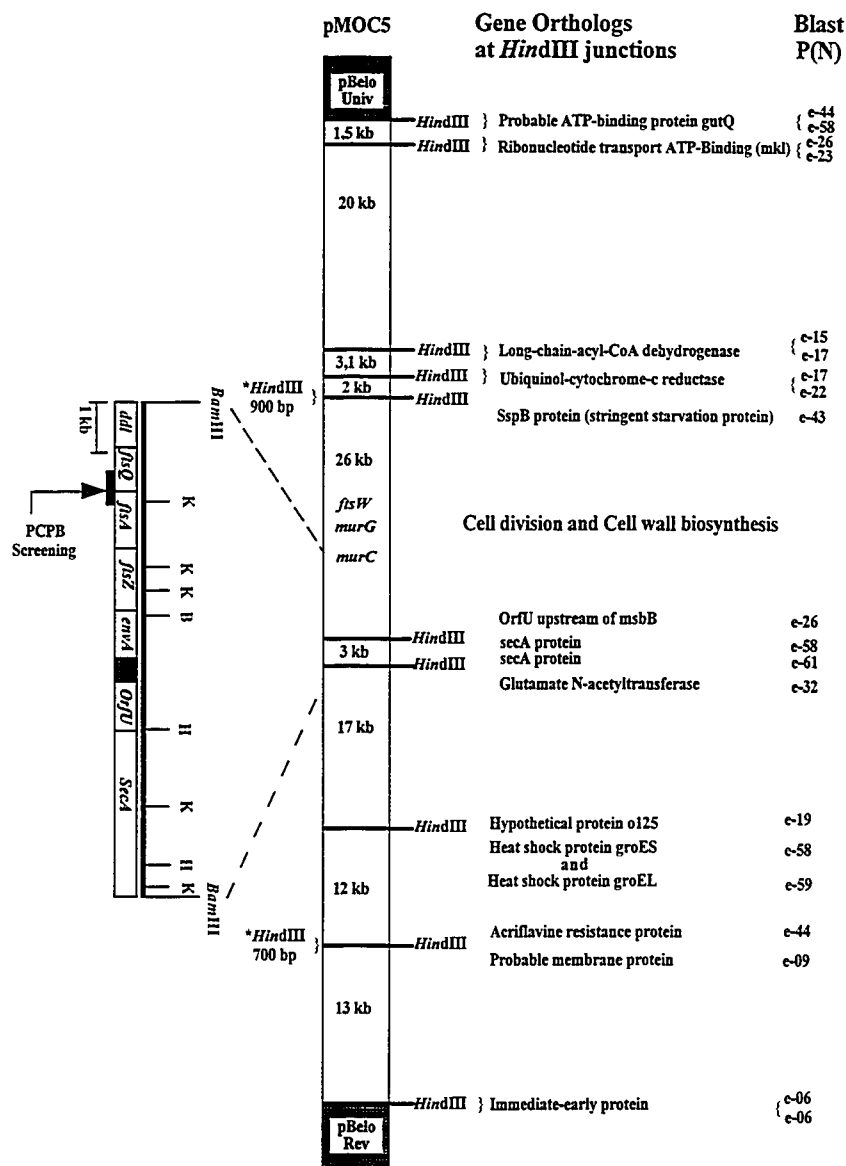 pMOC5
Gene Orthologs
at HindIII junctions
Blast
P(N)
pBelo
Univ
HindIII } Probable ATP-binding protein gutQ { e-44
e-58
1,5 kb
HindIII } Ribonucleotide transport ATP-Binding (mkl) { e-26
e-23
20 kb
HindIII } Long-chain-acyl-CoA dehydrogenase { e-15
e-17
3,1 kb
HindIII } Ubiquinol-cytochrome-c reductase { e-17
e-22
2 kb
*HindIII }
900 bp
HindIII
SspB protein (stringent starvation protein) e-43
26 kb
ftsW
murG
murC
Cell division and Cell wall biosynthesis
OrfU upstream of msbB e-26
HindIII
secA protein e-58
3 kb
HindIII
secA protein e-61
Glutamate N-acetyltransferase e-32
17 kb
HindIII
Hypothetical protein o125 e-19
Heat shock protein groES e-58
and
Heat shock protein groEL e-59
12 kb
Acriflavine resistance protein e-44
*HindIII }
700 bp
HindIII
Probable membrane protein e-09
13 kb
HindIII } Immediate-early protein { e-06
e-06
pBelo
Rev
1 kb
ddl
ftsQ
ftsA
ftsZ
envA
OrfU
SecA
PCPB
Screening
BamIII
K
K
K
B
H
K
H
K
BamIII